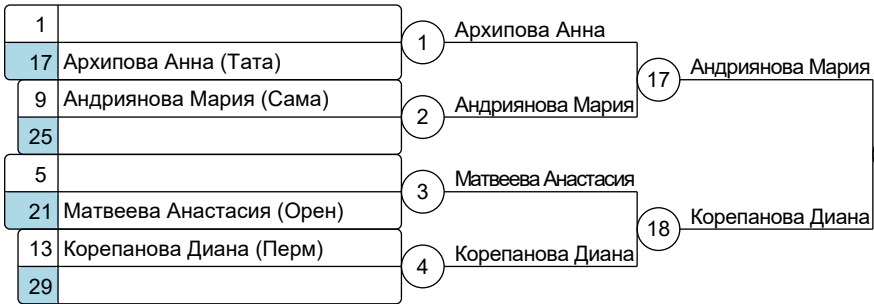 1
17 Архипова Анна (Тата)
1
Архипова Анна
9 Андриянова Мария (Сама)
25
2
Андриянова Мария
17
Андриянова Мария
5
21 Матвеева Анастасия (Орен)
3
Матвеева Анастасия
13 Корепанова Диана (Перм)
29
4
Корепанова Диана
18
Корепанова Диана